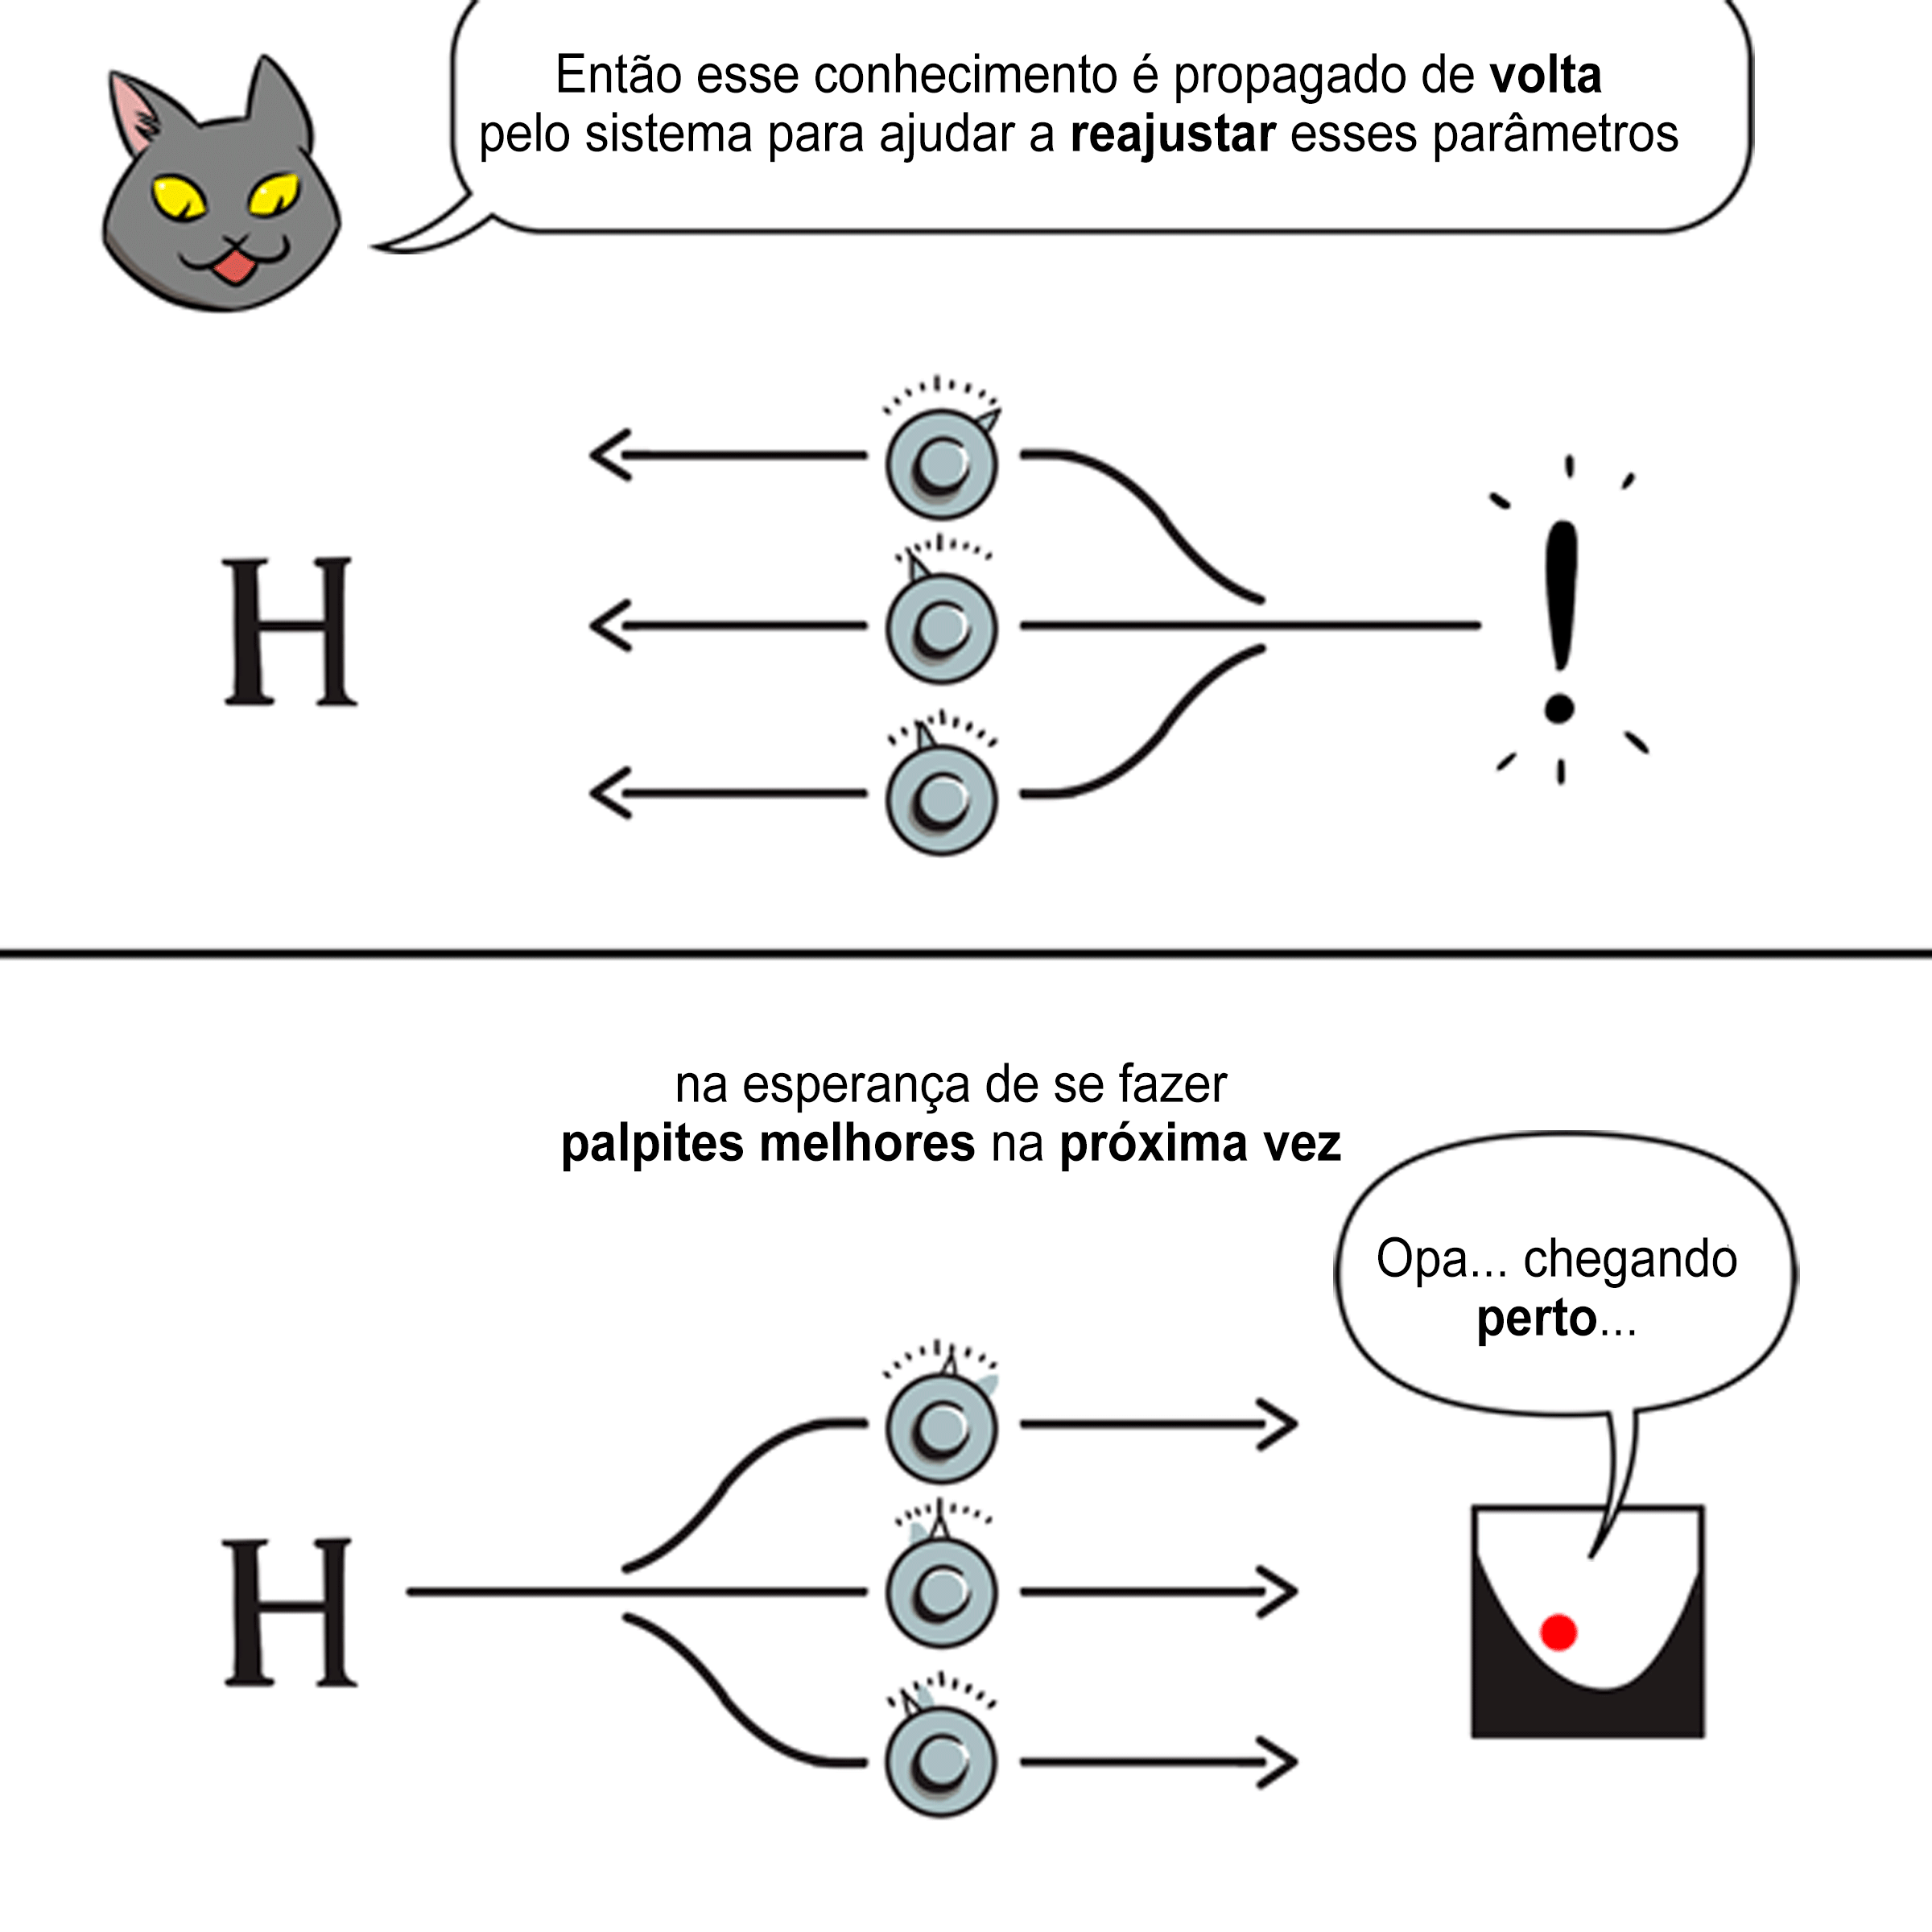 Então esse conhecimento é propagado de volta
pelo sistema para ajudar a reajustar esses parâmetros
H
!
na esperança de se fazer
palpites melhores na próxima vez
Opa... chegando
perto...
H